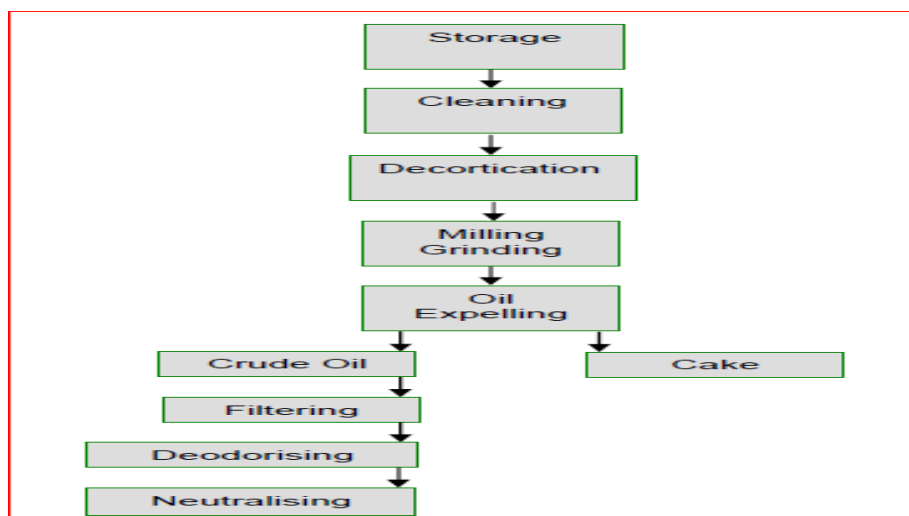 Storage
Cleaning
Decortication
Milling
Grinding
Oil
Expelling
Crude Oil
Cake
Filtering
Deodorising
Neutralising